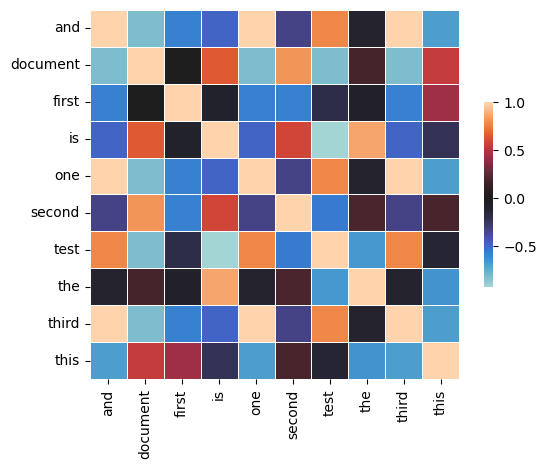 and
document
first
is
one
second
test
the
third
this
1.0
0.5
0.0
−0.5
and
document
first
is
one
second
test
the
third
this